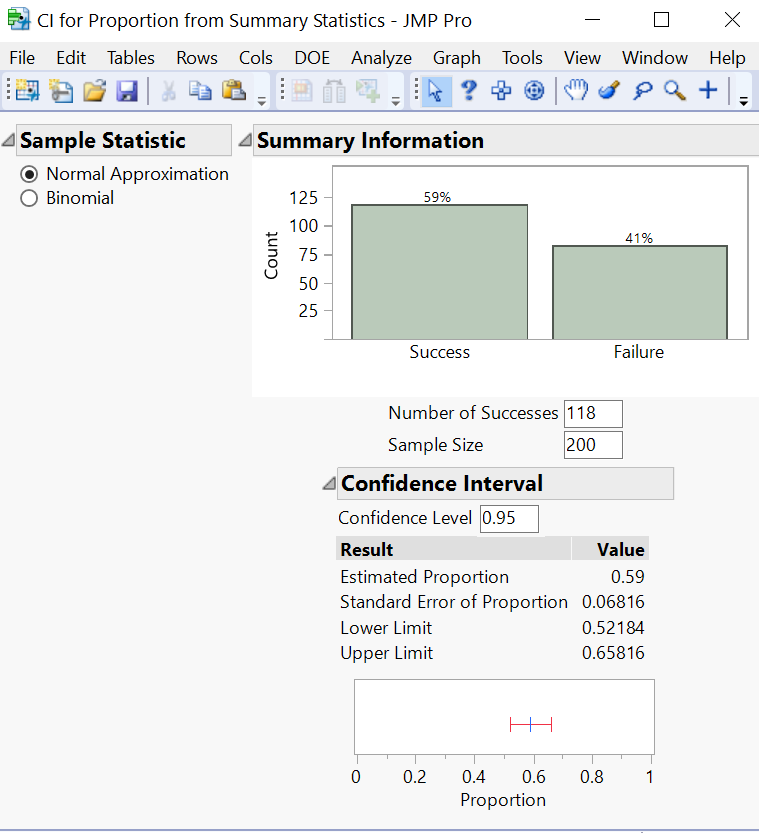 CI for Proportion from Summary Statistics - JMP Pro
File Edit Tables Rows Cols DOE Analyze Graph Tools View Window Help
Sample Statistic
Normal Approximation
Binomial
Summary Information
Count
125
100
75
50
25
59%
41%
Success Failure
Number of Successes 118
Sample Size 200
Confidence Interval
Confidence Level 0.95
Result Value
Estimated Proportion 0.59
Standard Error of Proportion 0.06816
Lower Limit 0.52184
Upper Limit 0.65816
0 0.2 0.4 0.6 0.8 1
Proportion